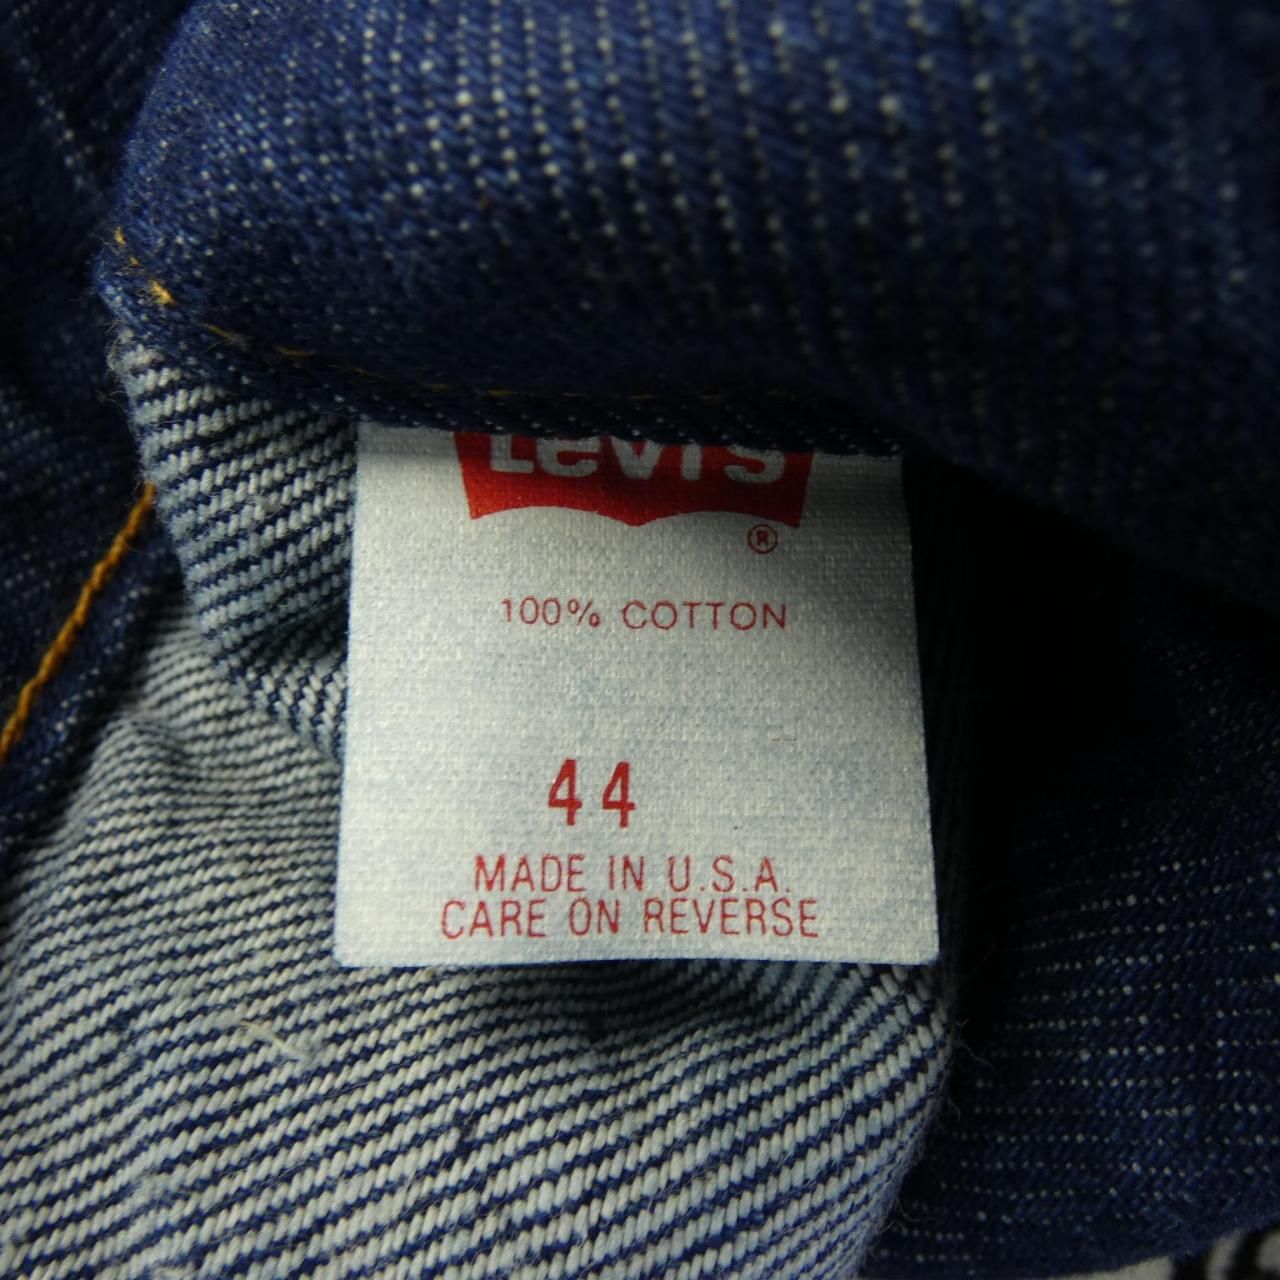 Levi's
®
100% COTTON
44
MADE IN U.S.A.
CARE ON REVERSE